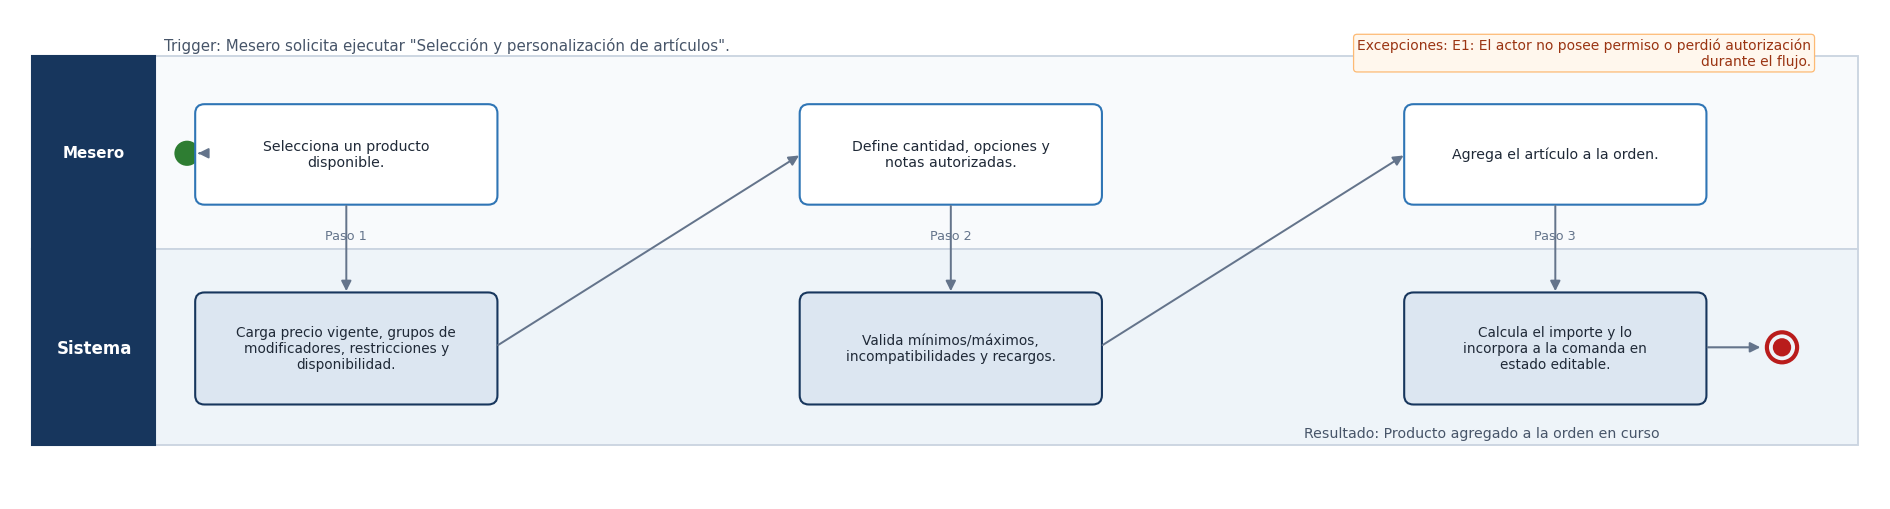 Trigger: Mesero solicita ejecutar "Selección y personalización de artículos".
Excepciones: E1: El actor no posee permiso o perdió autorización
durante el flujo.
Mesero
Selecciona un producto
disponible.
Define cantidad, opciones y
notas autorizadas.
Agrega el artículo a la orden.
Paso 1
Paso 2
Paso 3
Sistema
Carga precio vigente, grupos de
modificadores, restricciones y
disponibilidad.
Valida mínimos/máximos,
incompatibilidades y recargos.
Calcula el importe y lo
incorpora a la comanda en
estado editable.
Resultado: Producto agregado a la orden en curso